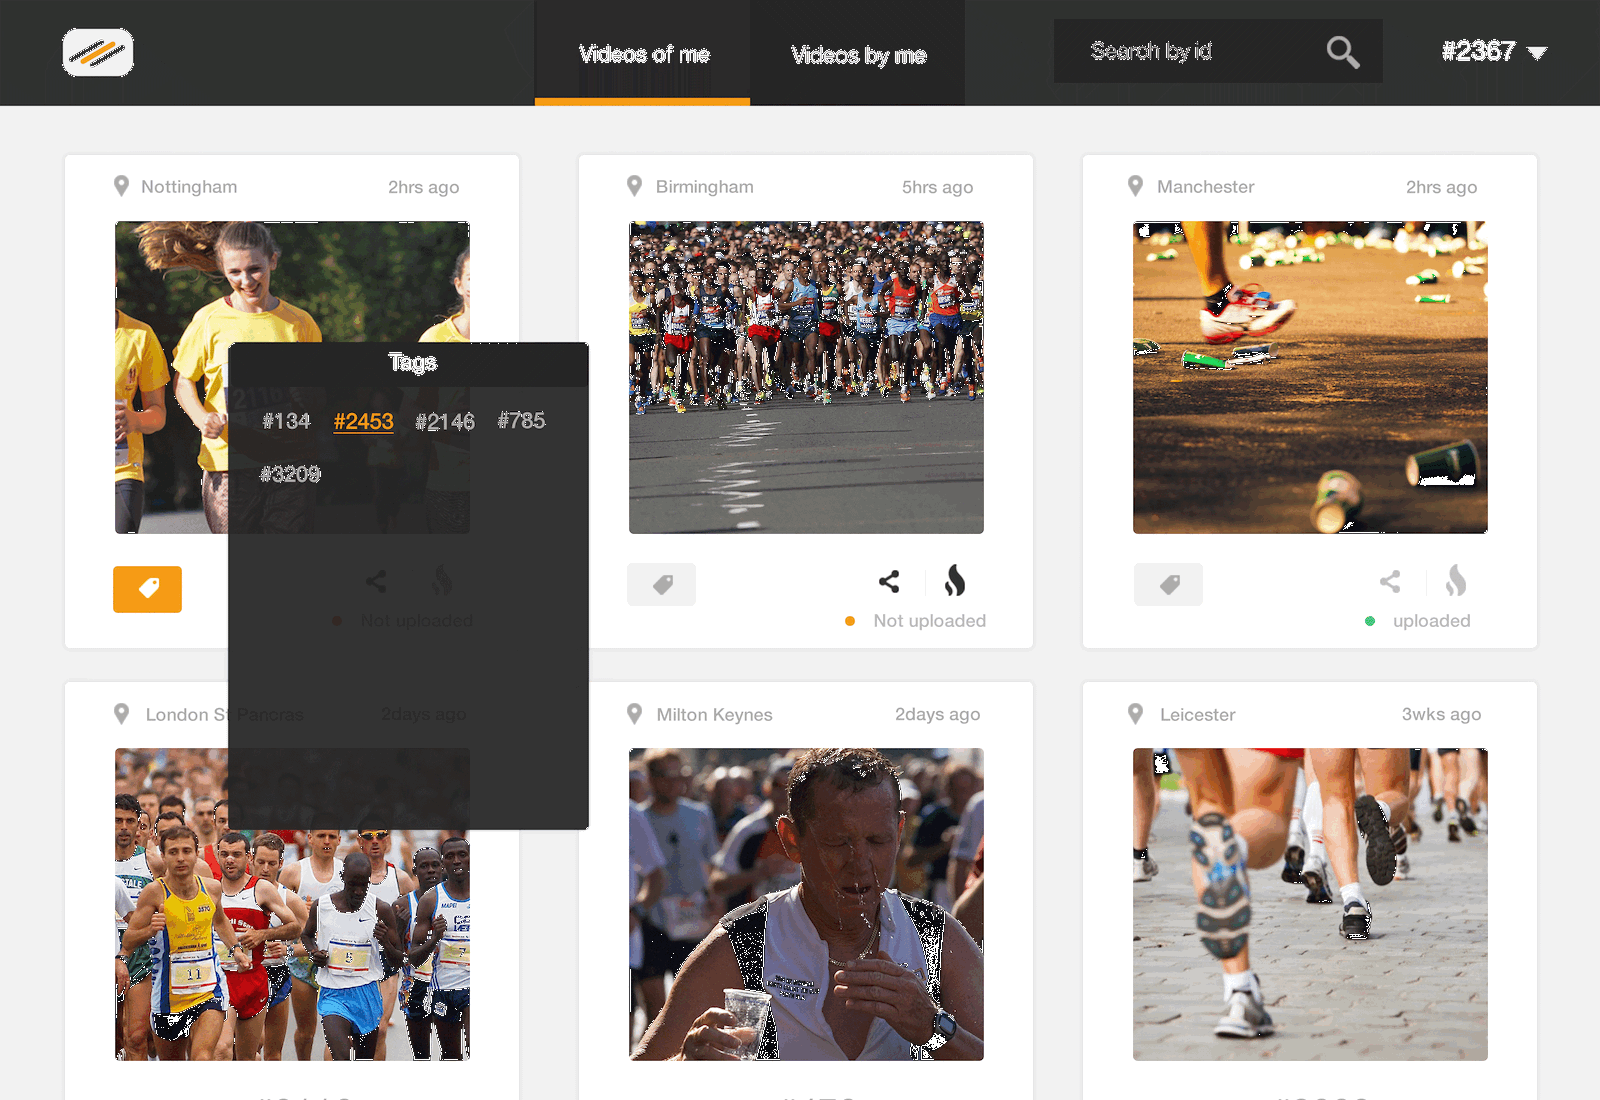 Videos of me
Videos by me
Search by id
#2367
Nottingham
2hrs ago
Birmingham
5hrs ago
Manchester
2hrs ago
Tags
#134
#2453
#2146
#785
#3209
Not uploaded
Not uploaded
uploaded
London St Pancras
2days ago
Milton Keynes
2days ago
Leicester
3wks ago
11